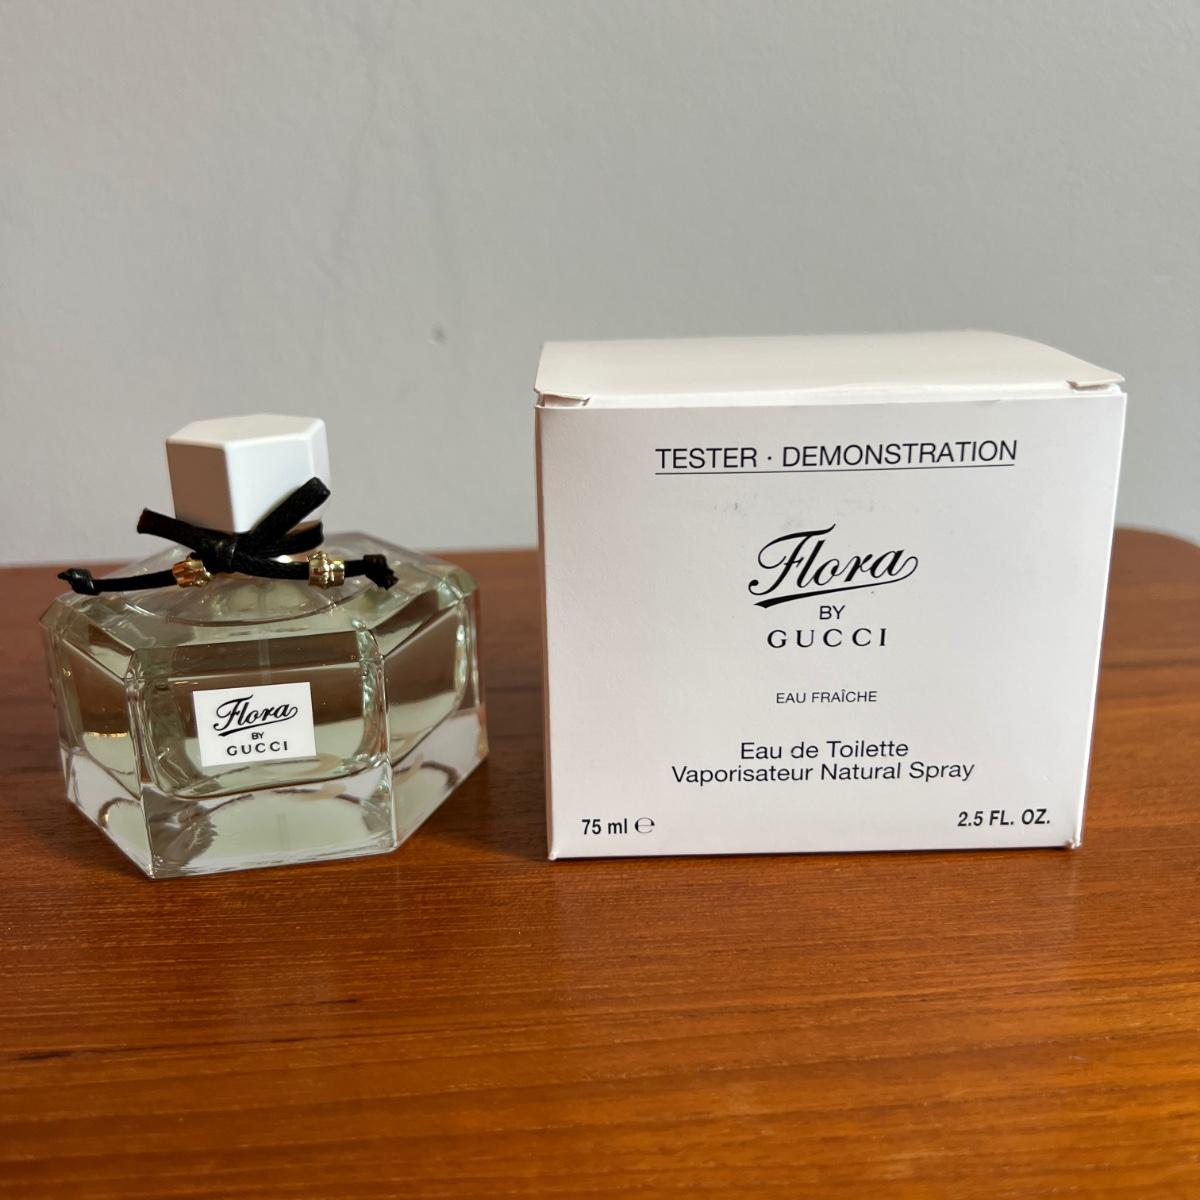 Flora
BY
GUCCI
TESTER · DEMONSTRATION
Flora
BY
GUCCI
EAU FRAÎCHE
Eau de Toilette
Vaporisateur Natural Spray
75 ml ℮
2.5 FL. OZ.